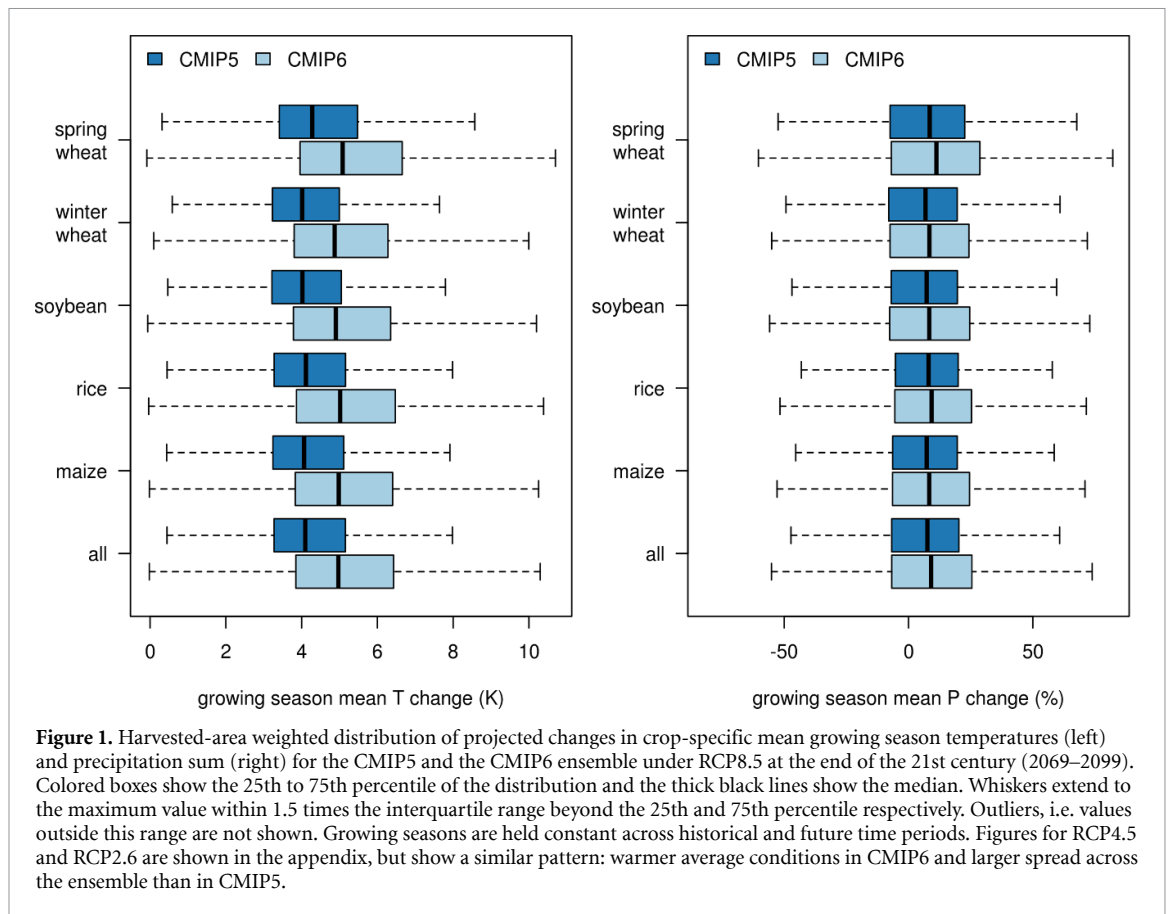 CMIP5 CMIP6
spring
wheat
winter
wheat
soybean
rice
maize
all
0 2 4 6 8 10
growing season mean T change (K)
CMIP5 CMIP6
spring
wheat
winter
wheat
soybean
rice
maize
all
-50 0 50
growing season mean P change (%)
Figure 1. Harvested-area weighted distribution of projected changes in crop-specific mean growing season temperatures (left)
and precipitation sum (right) for the CMIP5 and the CMIP6 ensemble under RCP8.5 at the end of the 21st century (2069–2099).
Colored boxes show the 25th to 75th percentile of the distribution and the thick black lines show the median. Whiskers extend to
the maximum value within 1.5 times the interquartile range beyond the 25th and 75th percentile respectively. Outliers, i.e. values
outside this range are not shown. Growing seasons are held constant across historical and future time periods. Figures for RCP4.5
and RCP2.6 are shown in the appendix, but show a similar pattern: warmer average conditions in CMIP6 and larger spread across
the ensemble than in CMIP5.